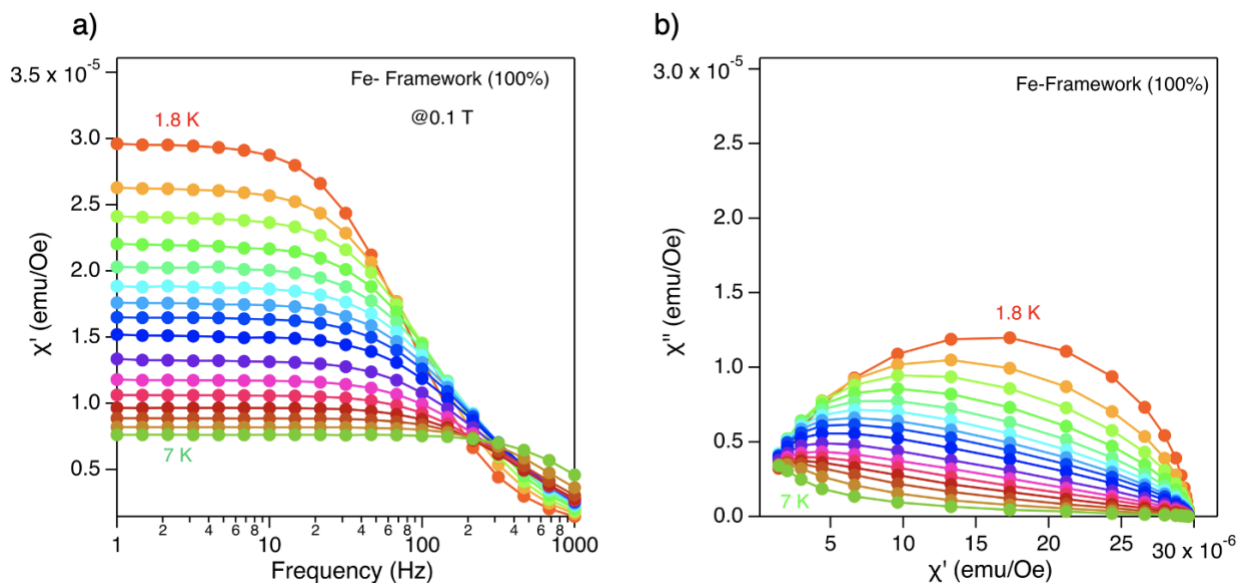 a)
3.5 x 10⁻⁵
3.0
2.5
2.0
1.5
1.0
0.5
χ' (emu/Oe)
Fe- Framework (100%)
@0.1 T
1.8 K
7 K
1 2 4 6 8 10 2 4 6 8 100 2 4 6 8 1000
Frequency (Hz)
b)
3.0 x 10⁻⁵
2.5
2.0
1.5
1.0
0.5
0.0
χ'' (emu/Oe)
Fe-Framework (100%)
1.8 K
7 K
5 10 15 20 25 30 x 10⁻⁶
χ' (emu/Oe)